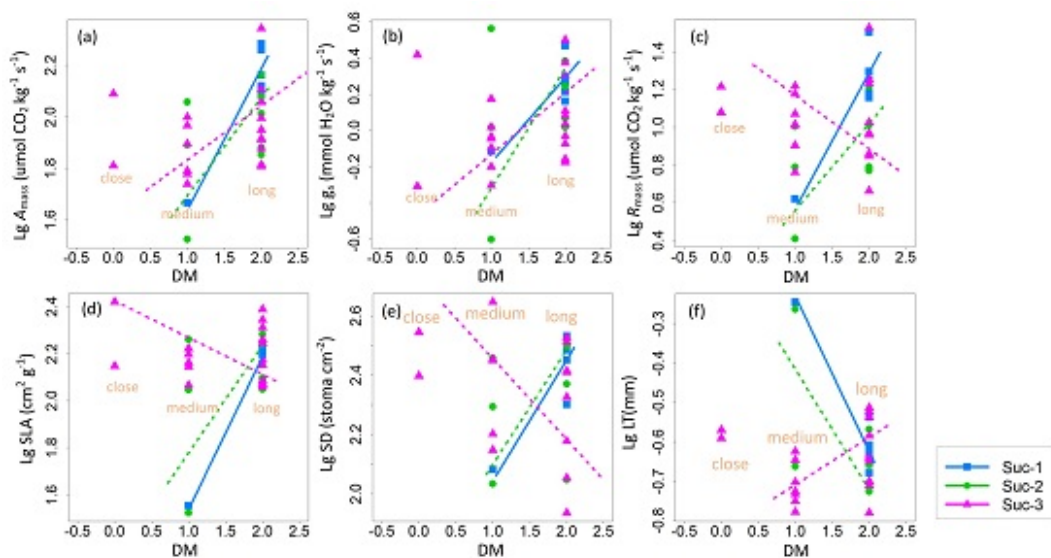 (a)
Lg Amass (umol CO2 kg-1 s-1)
2.2
2.0
1.8
1.6
close
medium
long
-0.5 0.0 0.5 1.0 1.5 2.0 2.5
DM
(b)
Lg gs (mmol H2O kg-1 s-1)
0.6
0.2
-0.2
-0.6
close
medium
long
-0.5 0.0 0.5 1.0 1.5 2.0 2.5
DM
(c)
Lg Rmass (umol CO2 kg-1 s-1)
1.4
1.2
1.0
0.8
0.6
0.4
close
medium
long
-0.5 0.0 0.5 1.0 1.5 2.0 2.5
DM
(d)
Lg SLA (cm2 g-1)
2.4
2.2
2.0
1.8
1.6
close
medium
long
-0.5 0.0 0.5 1.0 1.5 2.0 2.5
DM
(e)
Lg SD (stoma cm-2)
2.6
2.4
2.2
2.0
close
medium
long
-0.5 0.0 0.5 1.0 1.5 2.0 2.5
DM
(f)
Lg LT(mm)
-0.3
-0.5
-0.6
-0.7
-0.8
close
medium
long
-0.5 0.0 0.5 1.0 1.5 2.0 2.5
DM
Suc-1
Suc-2
Suc-3